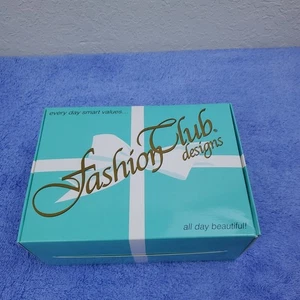 every day smart values...
Fashion Club®
designs
all day beautiful!